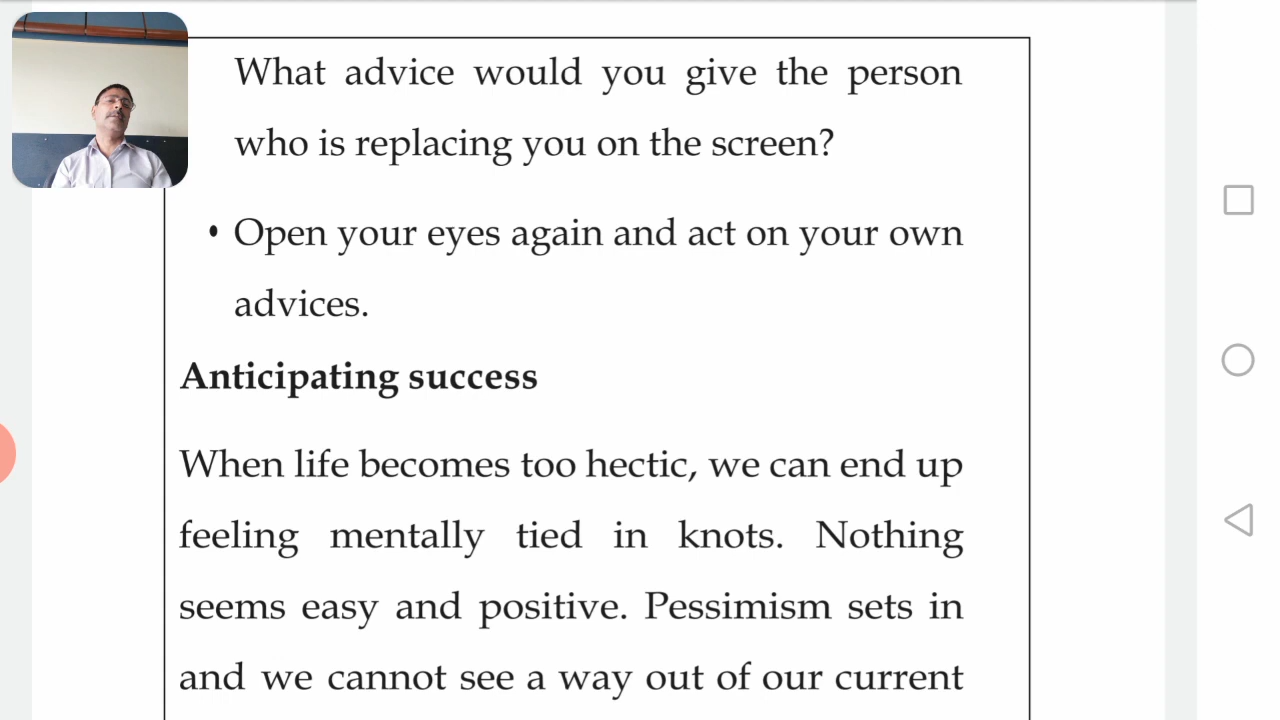 What advice would you give the person
who is replacing you on the screen?
• Open your eyes again and act on your own
advices.
Anticipating success
When life becomes too hectic, we can end up
feeling mentally tied in knots. Nothing
seems easy and positive. Pessimism sets in
and we cannot see a way out of our current